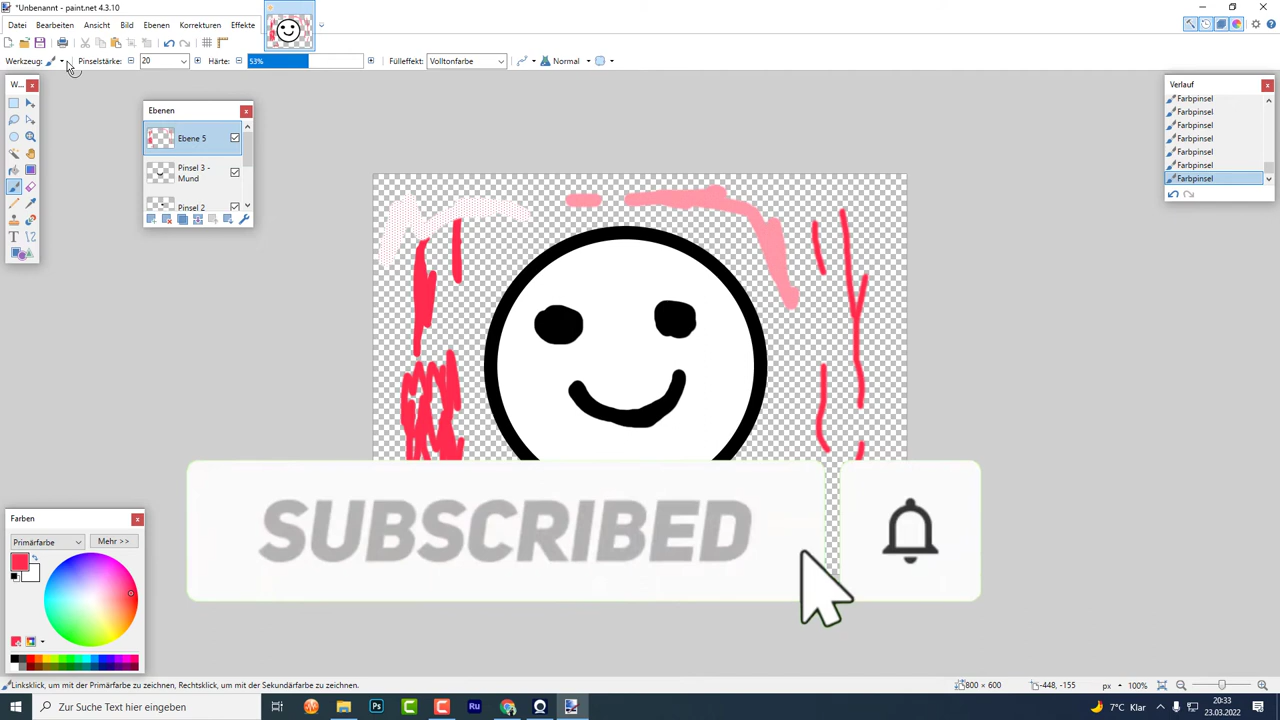 *Unbenannt - paint.net 4.3.10
Datei Bearbeiten Ansicht Bild Ebenen Korrekturen Effekte
Werkzeug: Pinselstärke: 20 Härte: 53% Fülleffekt: Volltonfarbe Normal
W...
Ebenen
Ebene 5
Pinsel 3 -
Mund
Pinsel 2
Verlauf
Farbpinsel
Farbpinsel
Farbpinsel
Farbpinsel
Farbpinsel
Farbpinsel
Farbpinsel
SUBSCRIBED
Farben
Primärfarbe Mehr >>
Linksklick, um mit der Primärfarbe zu zeichnen, Rechtsklick, um mit der Sekundärfarbe zu zeichnen.
800 × 600 -448, -155 px 100%
Zur Suche Text hier eingeben
Ps
C
C
Ru
7°C Klar
20:33
23.03.2022